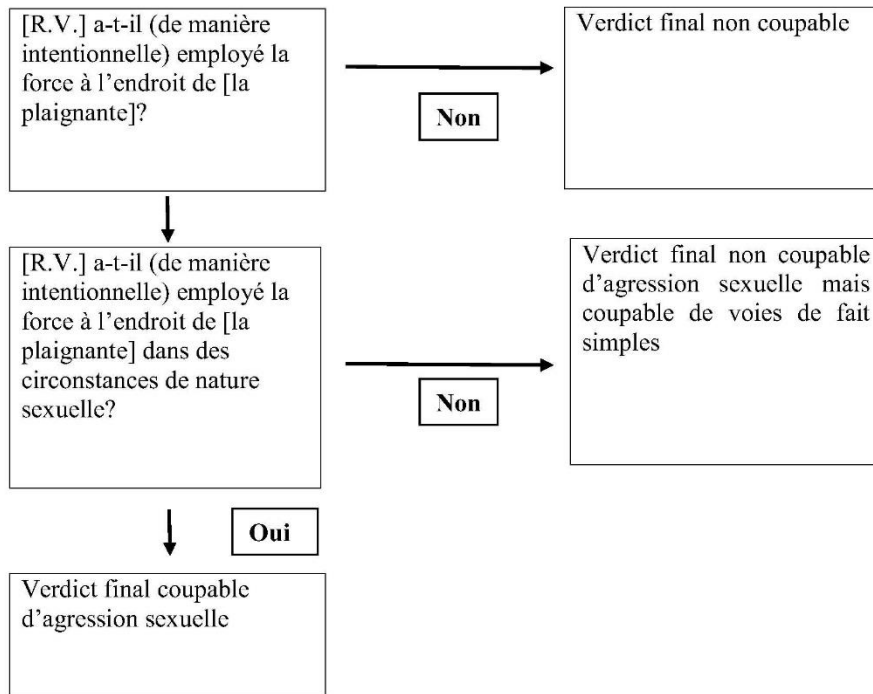 [R.V.] a-t-il (de manière
intentionnelle) employé la
force à l’endroit de [la
plaignante]?
Non
Verdict final non coupable
[R.V.] a-t-il (de manière
intentionnelle) employé la
force à l’endroit de [la
plaignante] dans des
circonstances de nature
sexuelle?
Non
Verdict final non coupable
d’agression sexuelle mais
coupable de voies de fait
simples
Oui
Verdict final coupable
d’agression sexuelle